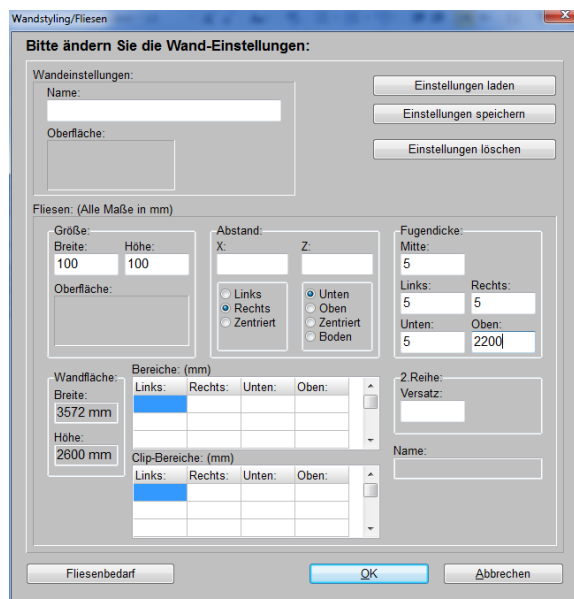 Wandstyling/Fliesen
Bitte ändern Sie die Wand-Einstellungen:
Wandeinstellungen:
Name:
Oberfläche:
Einstellungen laden
Einstellungen speichern
Einstellungen löschen
Fliesen: (Alle Maße in mm)
Größe:
Breite: Höhe:
100 100
Oberfläche:
Abstand:
X: Z:
Links
Rechts
Zentriert
Unten
Oben
Zentriert
Boden
Fugendicke:
Mitte:
5
Links: Rechts:
5 5
Unten: Oben:
5 2200
Wandfläche:
Breite:
3572 mm
Höhe:
2600 mm
Bereiche: (mm)
Links: Rechts: Unten: Oben:
Clip-Bereiche: (mm)
Links: Rechts: Unten: Oben:
2.Reihe:
Versatz:
Name:
Fliesenbedarf
OK
Abbrechen